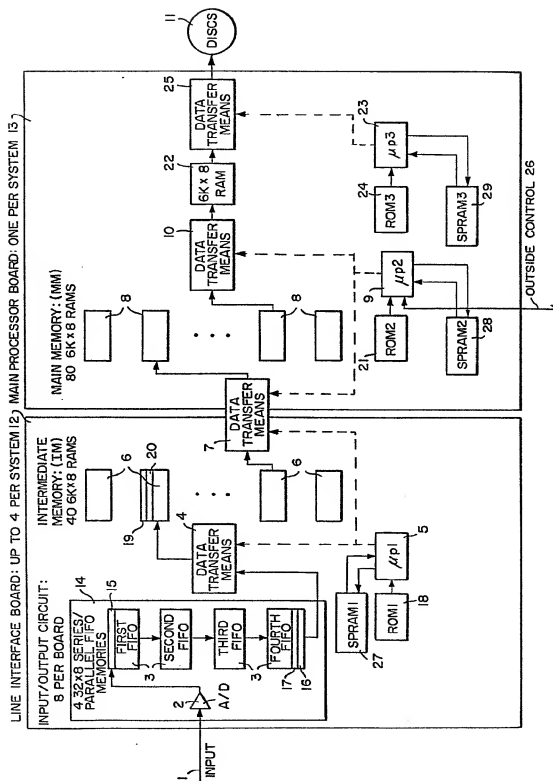 LINE INTERFACE BOARD: UP TO 4 PER SYSTEM 12
MAIN PROCESSOR BOARD: ONE PER SYSTEM 13
INPUT/OUTPUT CIRCUIT:
8 PER BOARD
14
4 32x8 SERIES/
PARALLEL FIFO
MEMORIES
15
FIRST
FIFO
SECOND
FIFO
THIRD
FIFO
FOURTH
FIFO
3
3
17
16
2
A/D
1
INPUT
INTERMEDIATE
MEMORY: (IM)
40 6K×8 RAMS
6
19
20
6
4
DATA
TRANSFER
MEANS
SPRAM1
27
μp1
5
ROM1
18
7
DATA
TRANSFER
MEANS
MAIN MEMORY: (MM)
80 6K×8 RAMS
8
8
10
DATA
TRANSFER
MEANS
22
6K × 8
RAM
25
DATA
TRANSFER
MEANS
11
DISCS
9
μp2
ROM2
21
SPRAM2
28
23
μp3
24
ROM3
SPRAM3
29
OUTSIDE CONTROL 26